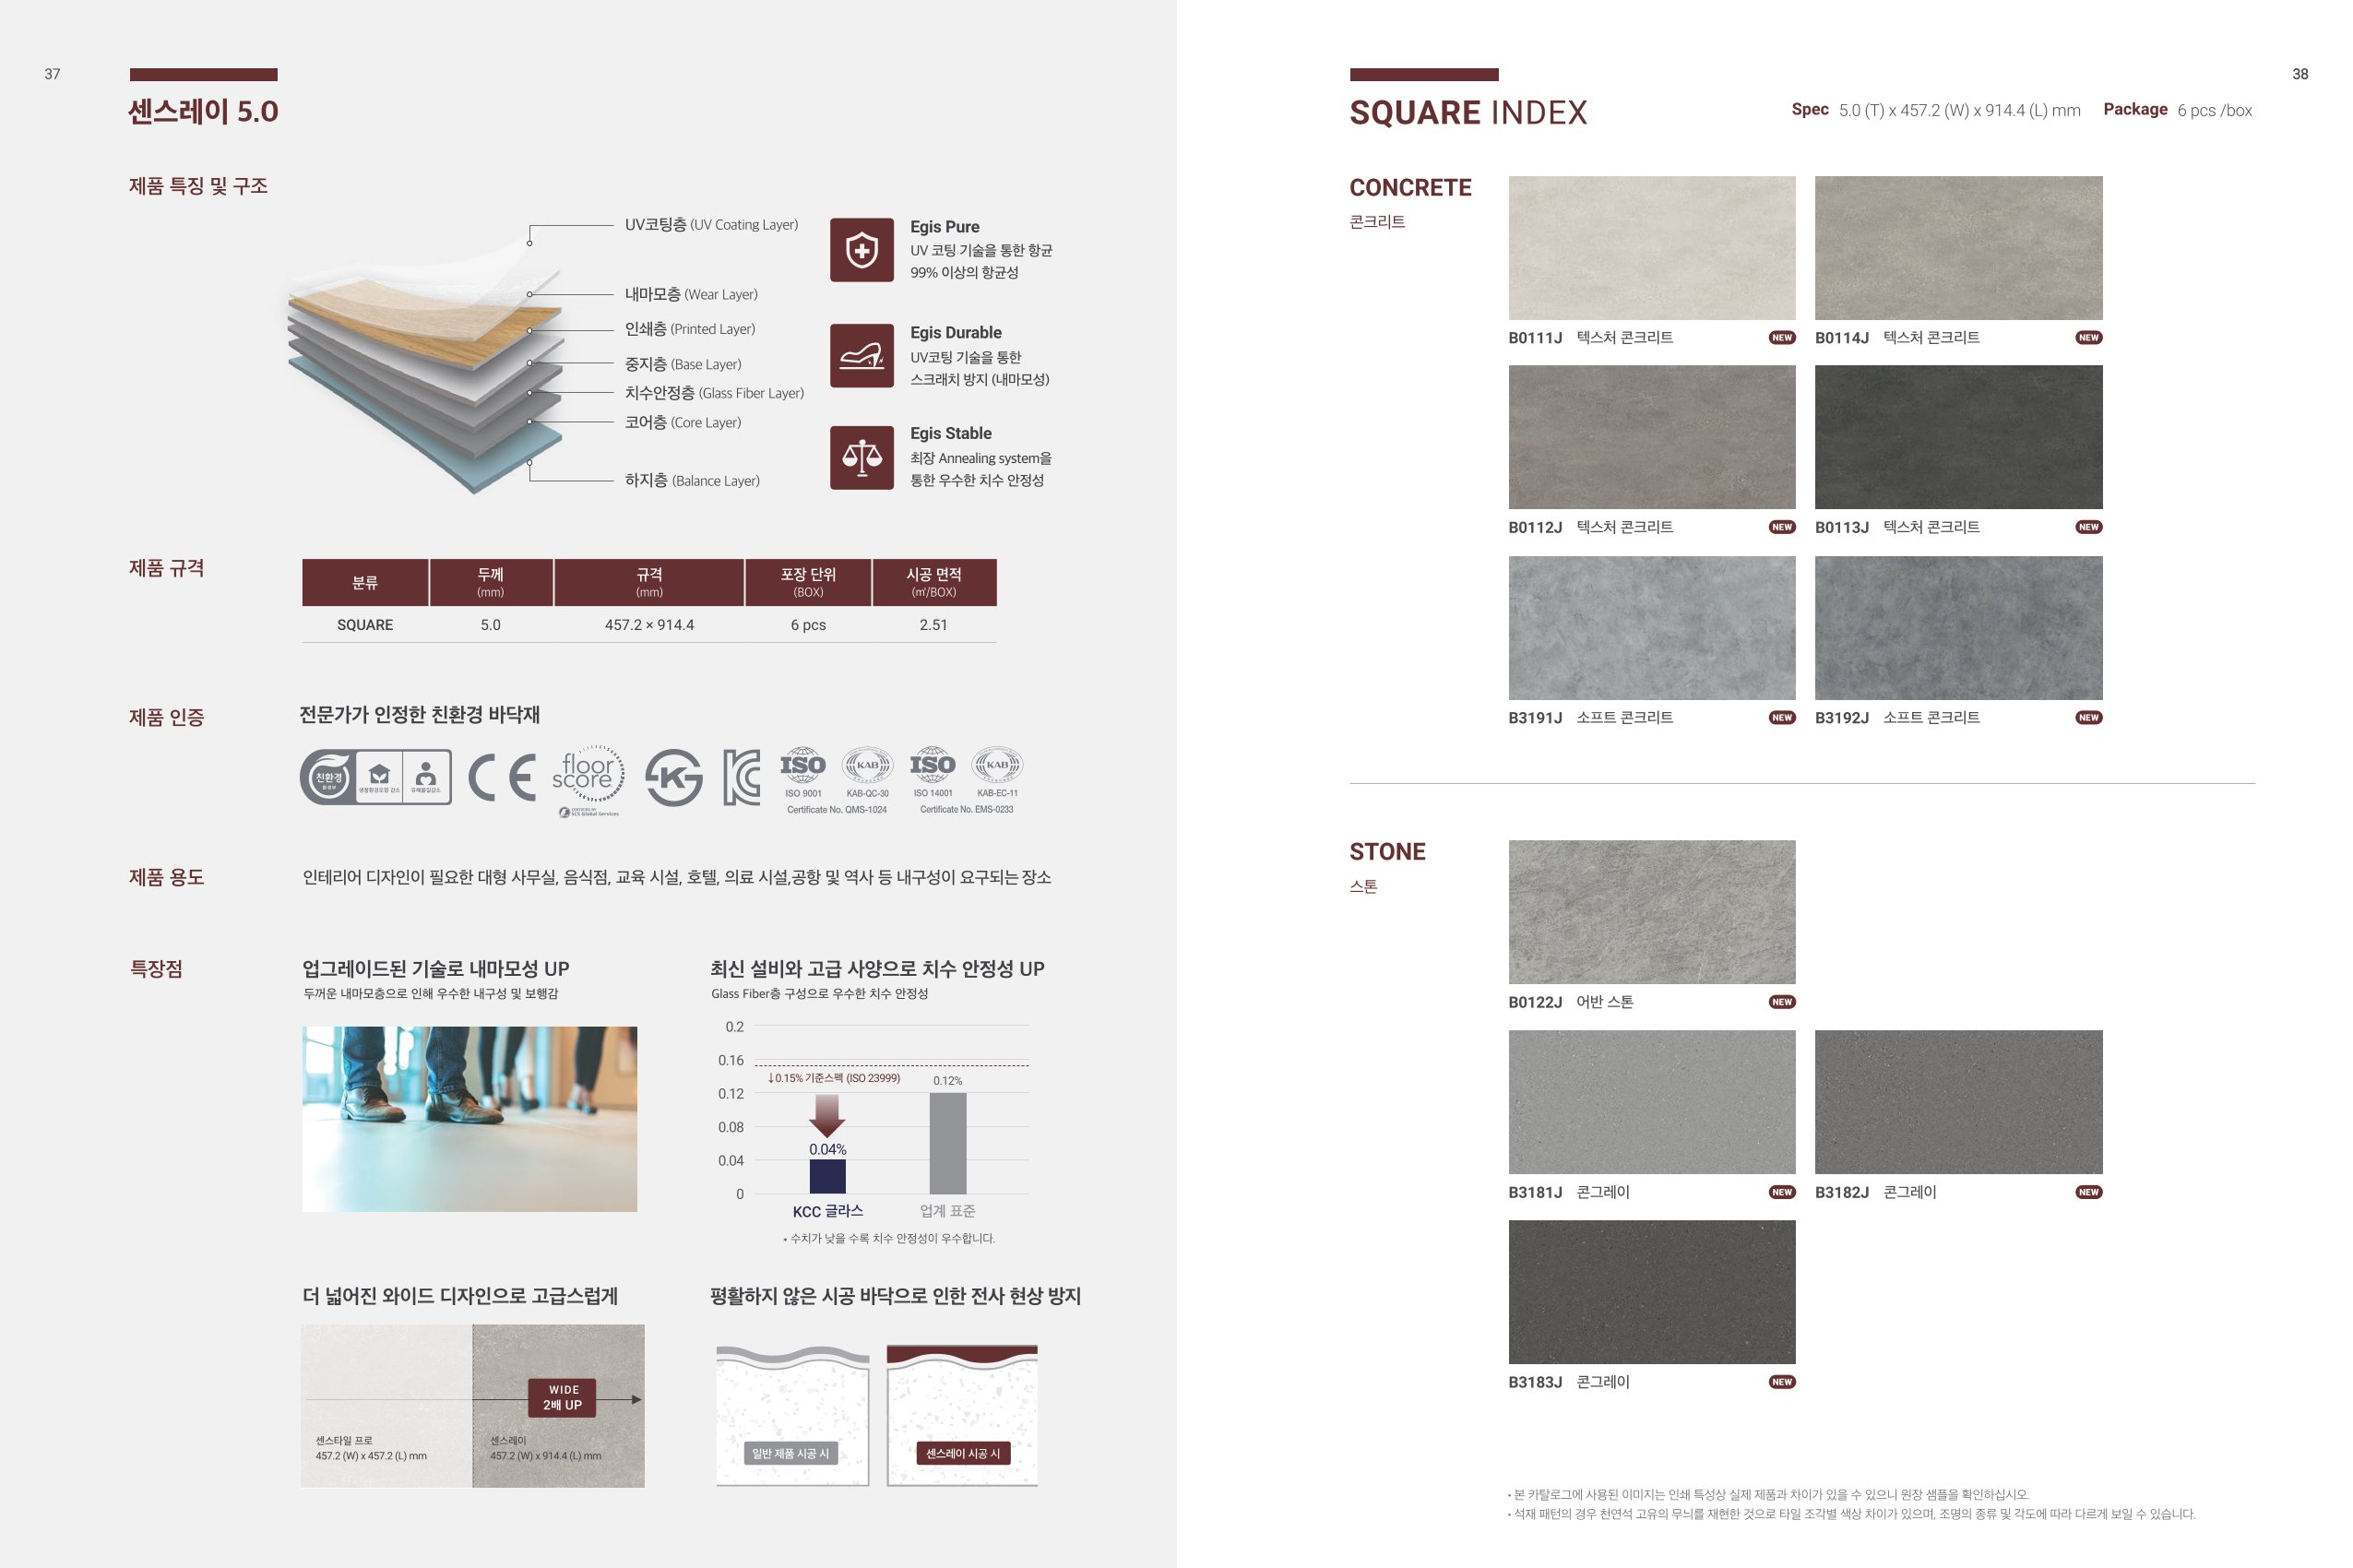 37
센스레이 5.0
제품 특징 및 구조
UV코팅층 (UV Coating Layer)
내마모층 (Wear Layer)
인쇄층 (Printed Layer)
중지층 (Base Layer)
치수안정층 (Glass Fiber Layer)
코어층 (Core Layer)
하지층 (Balance Layer)
Egis Pure
UV 코팅 기술을 통한 항균
99% 이상의 항균성
Egis Durable
UV코팅 기술을 통한
스크래치 방지 (내마모성)
Egis Stable
최장 Annealing system을
통한 우수한 치수 안정성
제품 규격
분류 두께 (mm) 규격 (mm) 포장 단위 (BOX) 시공 면적 (㎡/BOX)
SQUARE 5.0 457.2 × 914.4 6 pcs 2.51
제품 인증
전문가가 인정한 친환경 바닥재
친환경
CE
floor score
SCS Global Services
K
ISO
KAB
ISO
KAB
ISO 9001 KAB-QC-30 ISO 14001 KAB-EC-11
Certificate No. QMS-1024 Certificate No. EMS-0233
제품 용도
인테리어 디자인이 필요한 대형 사무실, 음식점, 교육 시설, 호텔, 의료 시설,공항 및 역사 등 내구성이 요구되는 장소
특장점
업그레이드된 기술로 내마모성 UP
두꺼운 내마모층으로 인해 우수한 내구성 및 보행감
최신 설비와 고급 사양으로 치수 안정성 UP
Glass Fiber층 구성으로 우수한 치수 안정성
0.2
0.16
↓0.15% 기준스펙 (ISO 23999)
0.12%
0.12
0.08
0.04%
0.04
0
KCC 글라스 업계 표준
• 수치가 낮을 수록 치수 안정성이 우수합니다.
더 넓어진 와이드 디자인으로 고급스럽게
WIDE
2배 UP
센스타일 프로
457.2 (W) x 457.2 (L) mm
센스레이
457.2 (W) x 914.4 (L) mm
평활하지 않은 시공 바닥으로 인한 전사 현상 방지
일반 제품 시공 시
센스레이 시공 시
38
SQUARE INDEX
Spec 5.0 (T) x 457.2 (W) x 914.4 (L) mm Package 6 pcs /box
CONCRETE
콘크리트
B0111J 텍스처 콘크리트 NEW
B0114J 텍스처 콘크리트 NEW
B0112J 텍스처 콘크리트 NEW
B0113J 텍스처 콘크리트 NEW
B3191J 소프트 콘크리트 NEW
B3192J 소프트 콘크리트 NEW
STONE
스톤
B0122J 어반 스톤 NEW
B3181J 콘그레이 NEW
B3182J 콘그레이 NEW
B3183J 콘그레이 NEW
• 본 카탈로그에 사용된 이미지는 인쇄 특성상 실제 제품과 차이가 있을 수 있으니 원장 샘플을 확인하십시오.
• 석재 패턴의 경우 천연석 고유의 무늬를 재현한 것으로 타일 조각별 색상 차이가 있으며, 조명의 종류 및 각도에 따라 다르게 보일 수 있습니다.